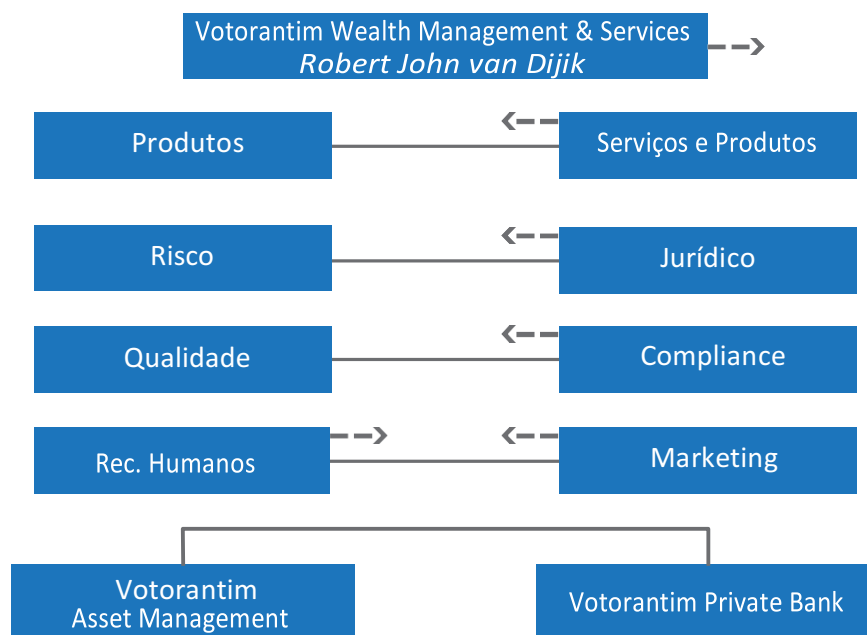 Votorantim Wealth Management & Services
Robert John van Dijik
Produtos
Serviços e Produtos
Risco
Jurídico
Qualidade
Compliance
Rec. Humanos
Marketing
Votorantim
Asset Management
Votorantim Private Bank